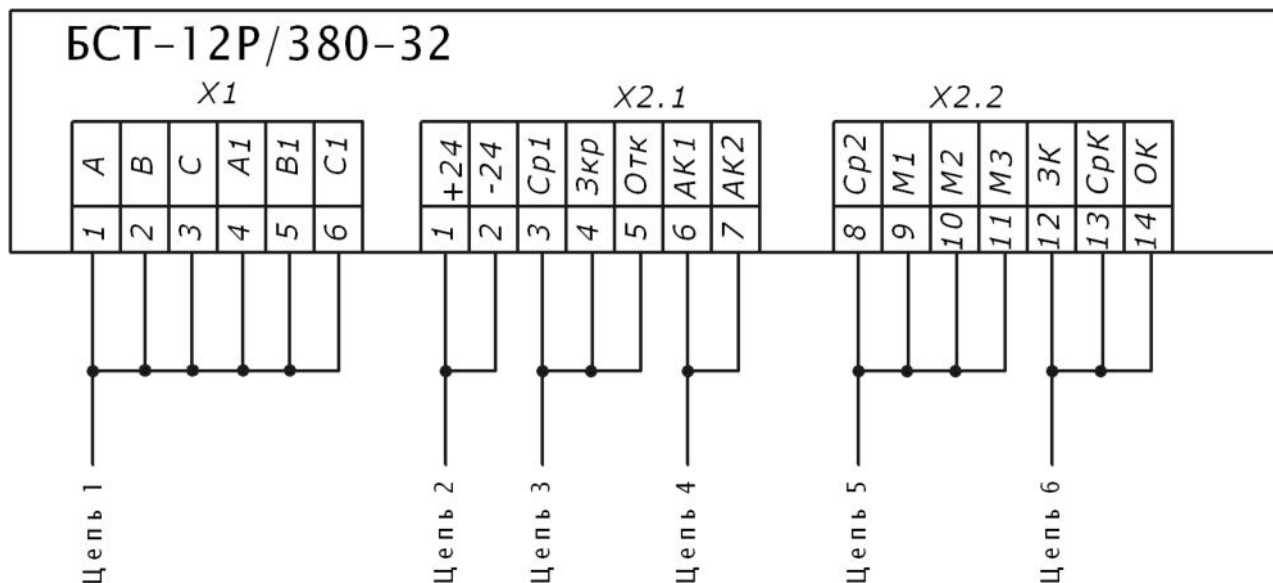 БСТ-12Р/380-32
X1
X2.1
X2.2
A B C A1 B1 C1
+24 -24 Ср1 Зкр Отк АК1 АК2
Ср2 М1 М2 М3 ЗК СрК ОК
1 2 3 4 5 6
1 2 3 4 5 6 7
8 9 10 11 12 13 14
Цепь 1
Цепь 2
Цепь 3
Цепь 4
Цепь 5
Цепь 6